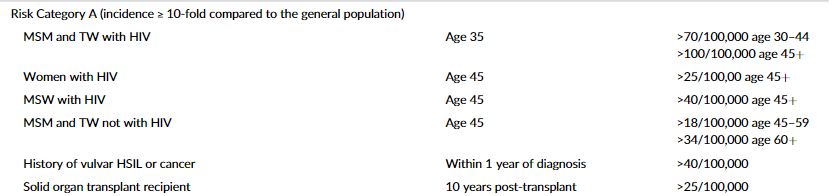 Risk Category A (incidence ≥ 10-fold compared to the general population)
MSM and TW with HIV Age 35 >70/100,000 age 30–44
>100/100,000 age 45+
Women with HIV Age 45 >25/100,00 age 45+
MSW with HIV Age 45 >40/100,000 age 45+
MSM and TW not with HIV Age 45 >18/100,000 age 45–59
>34/100,000 age 60+
History of vulvar HSIL or cancer Within 1 year of diagnosis >40/100,000
Solid organ transplant recipient 10 years post-transplant >25/100,000